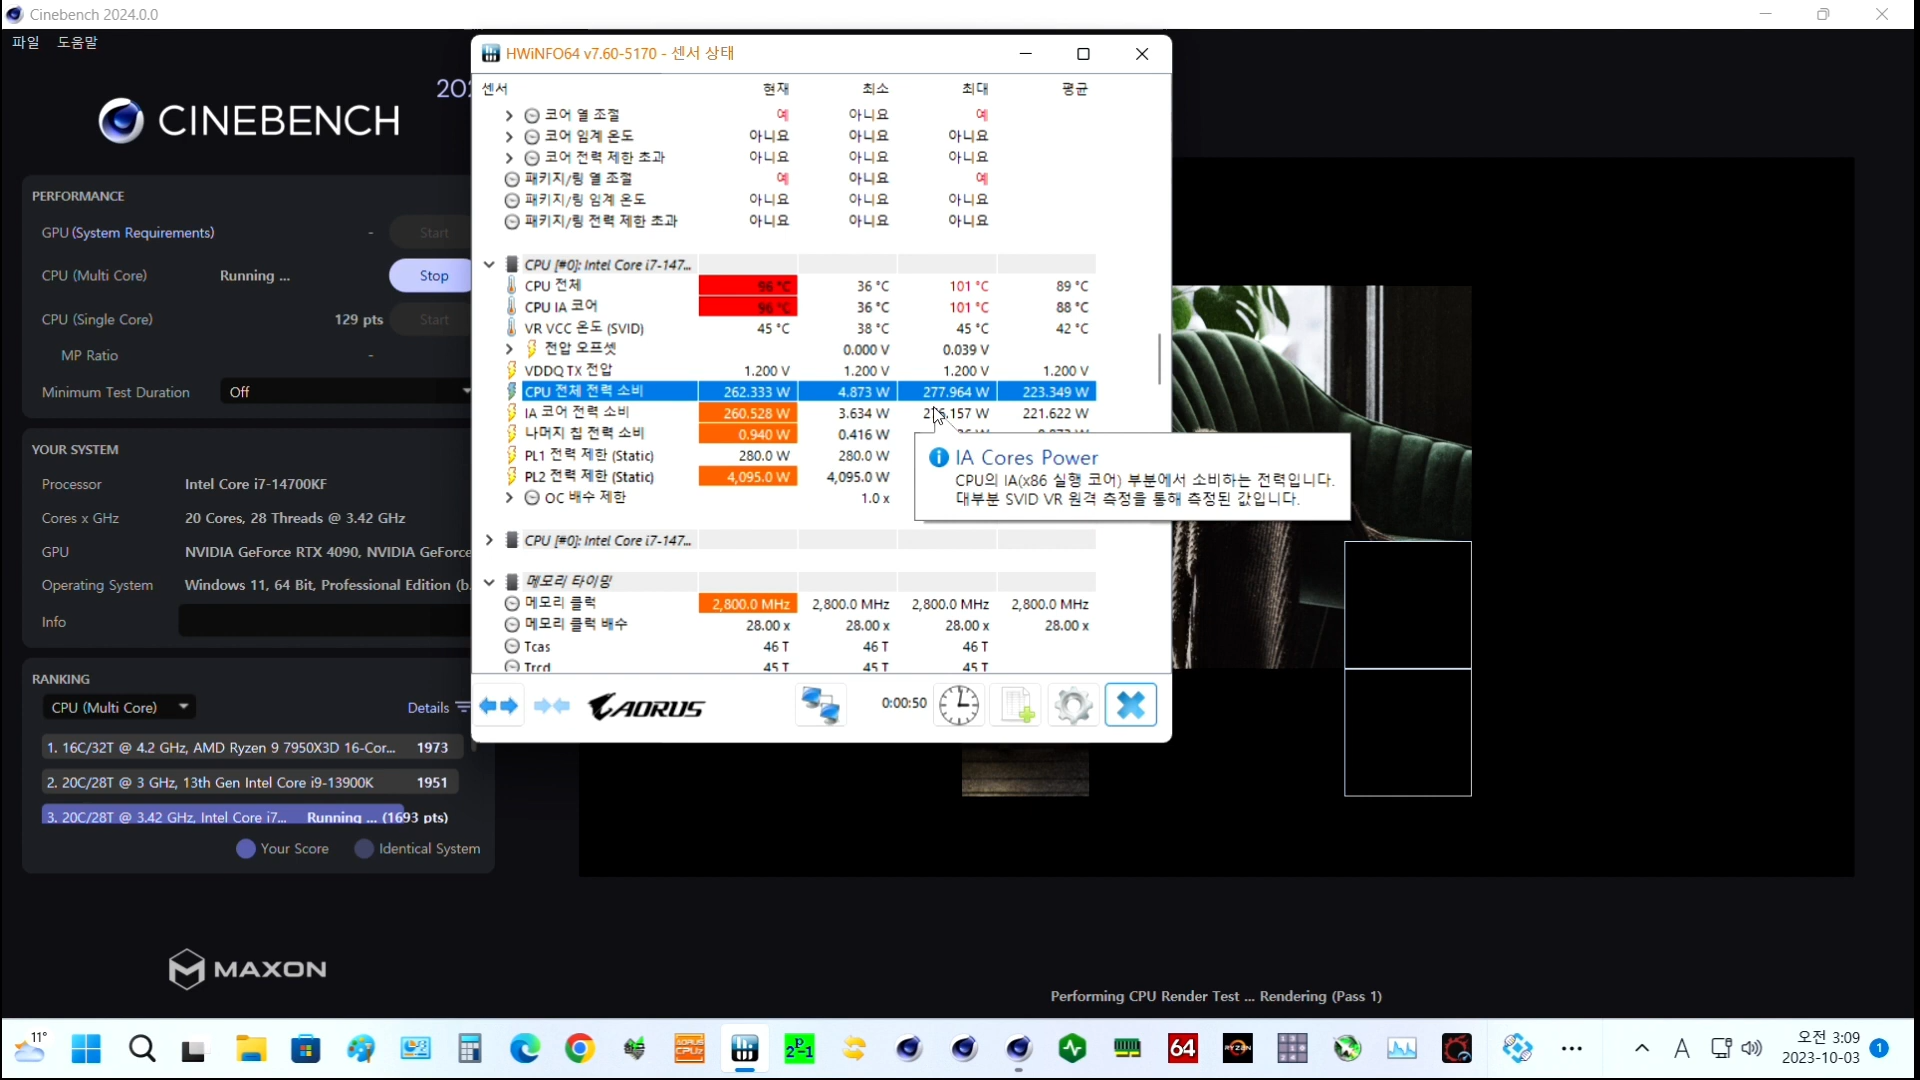 Cinebench 2024.0.0
파일 도움말
202
CINEBENCH
PERFORMANCE
GPU (System Requirements) - Start
CPU (Multi Core) Running ... Stop
CPU (Single Core) 129 pts Start
MP Ratio -
Minimum Test Duration Off
YOUR SYSTEM
Processor Intel Core i7-14700KF
Cores x GHz 20 Cores, 28 Threads @ 3.42 GHz
GPU NVIDIA GeForce RTX 4090, NVIDIA GeForce
Operating System Windows 11, 64 Bit, Professional Edition (b.
Info
RANKING
CPU (Multi Core) Details
1. 16C/32T @ 4.2 GHz, AMD Ryzen 9 7950X3D 16-Cor... 1973
2. 20C/28T @ 3 GHz, 13th Gen Intel Core i9-13900K 1951
3. 20C/28T @ 3.42 GHz, Intel Core i7... Running ... (1693 pts)
Your Score Identical System
MAXON
HWiNFO64 v7.60-5170 - 센서 상태
센서 현재 최소 최대 평균
코어 열 조절 예 아니요 예
코어 임계 온도 아니요 아니요 아니요
코어 전력 제한 초과 아니요 아니요 아니요
패키지/링 열 조절 예 아니요 예
패키지/링 임계 온도 아니요 아니요 아니요
패키지/링 전력 제한 초과 아니요 아니요 아니요
CPU [#0]: Intel Core i7-147...
CPU 전체 96 °C 36 °C 101 °C 89 °C
CPU IA 코어 96 °C 36 °C 101 °C 88 °C
VR VCC 온도 (SVID) 45 °C 38 °C 45 °C 42 °C
전압 오프셋 0.000 V 0.039 V
VDDQ TX 전압 1.200 V 1.200 V 1.200 V 1.200 V
CPU 전체 전력 소비 262.333 W 4.873 W 277.964 W 223.349 W
IA 코어 전력 소비 260.528 W 3.634 W 157 W 221.622 W
나머지 칩 전력 소비 0.940 W 0.416 W
PL1 전력 제한 (Static) 280.0 W 280.0 W
PL2 전력 제한 (Static) 4,095.0 W 4,095.0 W
OC 배수 제한 1.0 x
IA Cores Power
CPU의 IA(x86 실행 코어) 부분에서 소비하는 전력입니다.
대부분 SVID VR 원격 측정을 통해 측정된 값입니다.
CPU [#0]: Intel Core i7-147...
메모리 타이밍
메모리 클럭 2,800.0 MHz 2,800.0 MHz 2,800.0 MHz 2,800.0 MHz
메모리 클럭 배수 28.00 x 28.00 x 28.00 x 28.00 x
Tcas 46 T 46 T 46 T
Trcd 45 T 45 T 45 T
AORUS 0:00:50
Performing CPU Render Test ... Rendering (Pass 1)
11°
AORUS
CPUz
2P-1
64
RYZEN
A
오전 3:09
2023-10-03
1